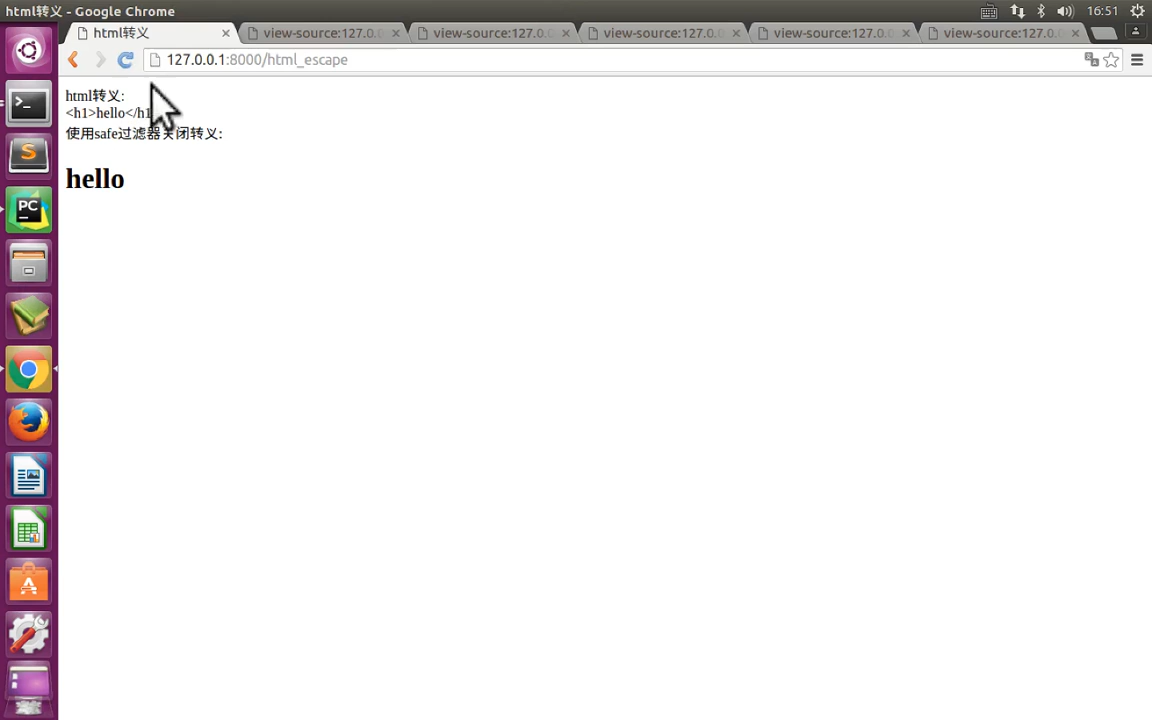 html转义 - Google Chrome
16:51
html转义
view-source:127.0.0
view-source:127.0.0
view-source:127.0.0
view-source:127.0.0
view-source:127.0.0
127.0.0.1:8000/html_escape
html转义:
<h1>hello</h1
使用safe过滤器关闭转义:
hello